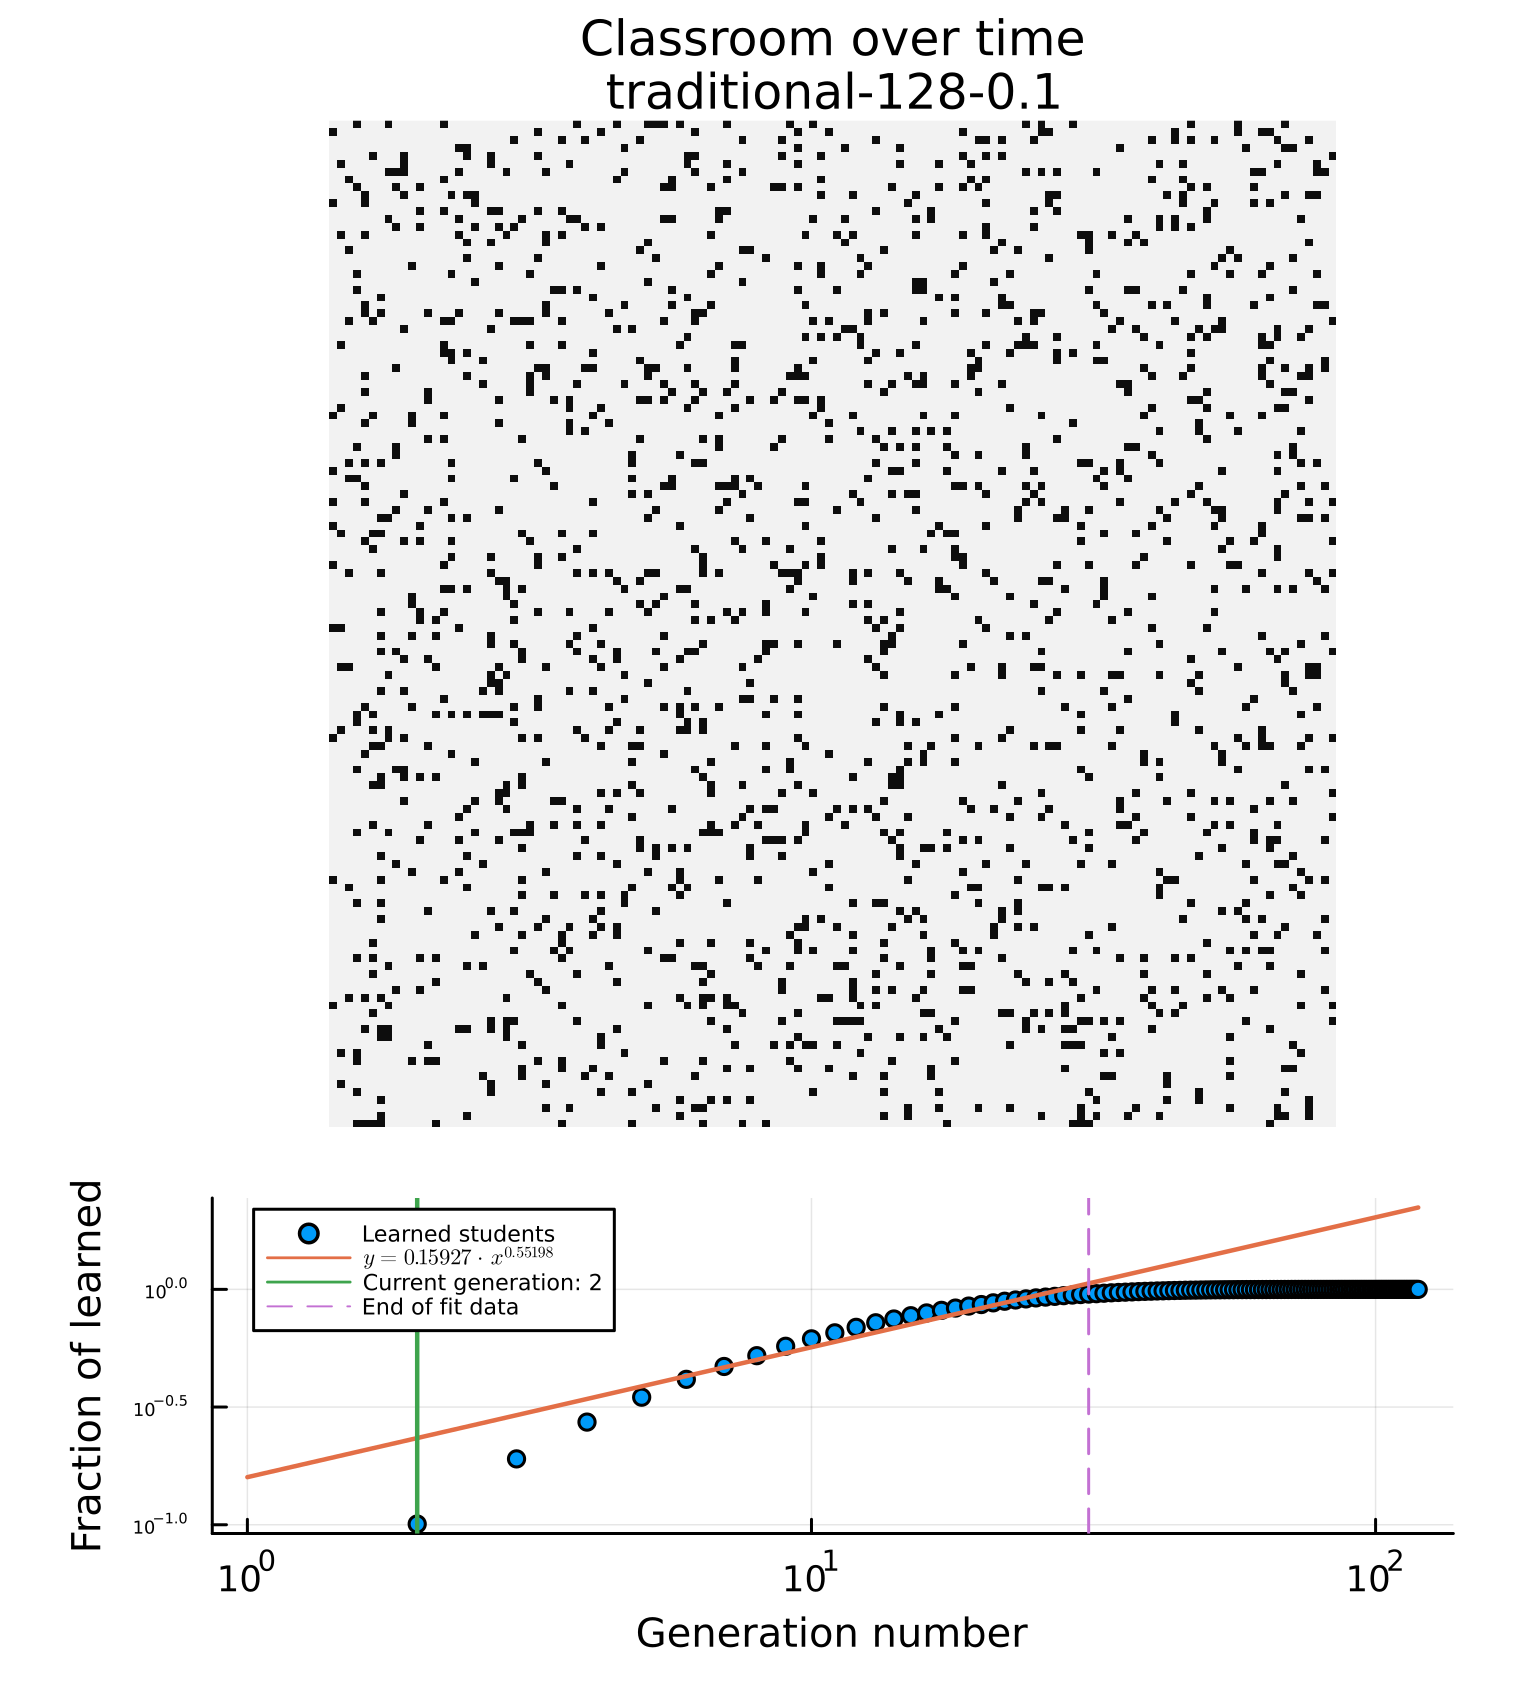 Classroom over time
traditional-128-0.1
Fraction of learned
Learned students
y = 0.15927 · x^0.55198
Current generation: 2
End of fit data
10^0.0
10^−0.5
10^−1.0
10^0 10^1 10^2
Generation number